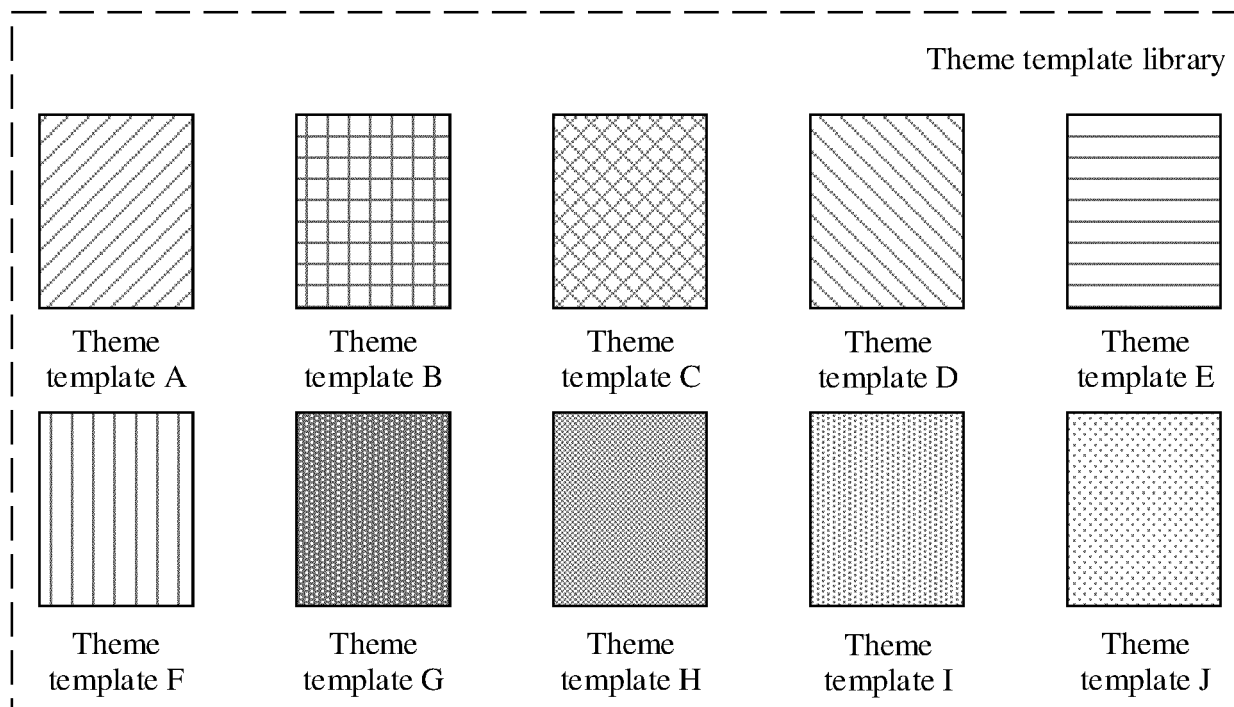 Theme template library
Theme
template A
Theme
template B
Theme
template C
Theme
template D
Theme
template E
Theme
template F
Theme
template G
Theme
template H
Theme
template I
Theme
template J